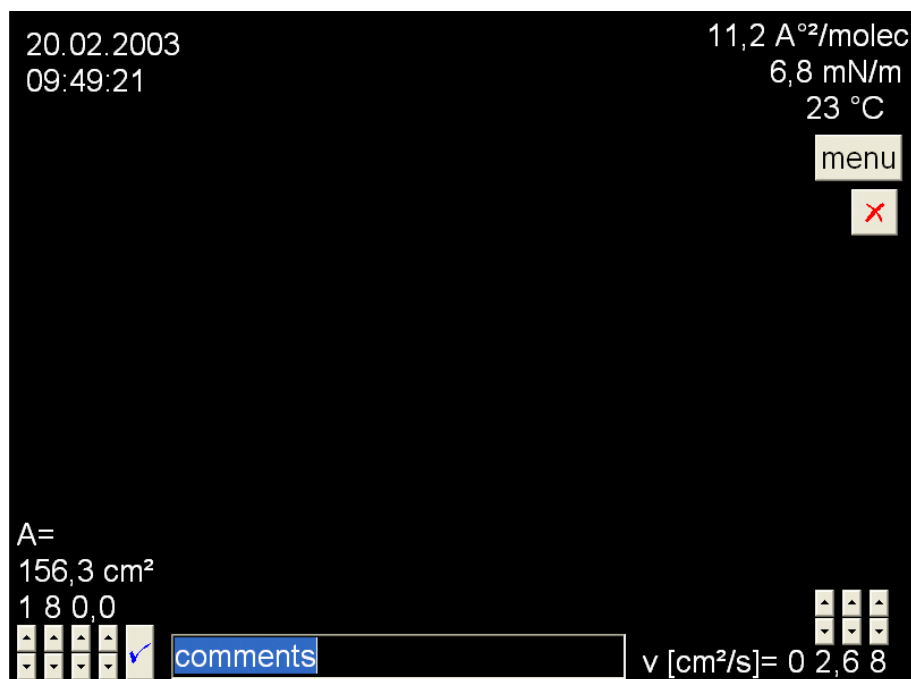 20.02.2003
09:49:21
11,2 A°²/molec
6,8 mN/m
23 °C
menu
A=
156,3 cm²
1 8 0,0
comments
v [cm²/s]= 0 2,6 8